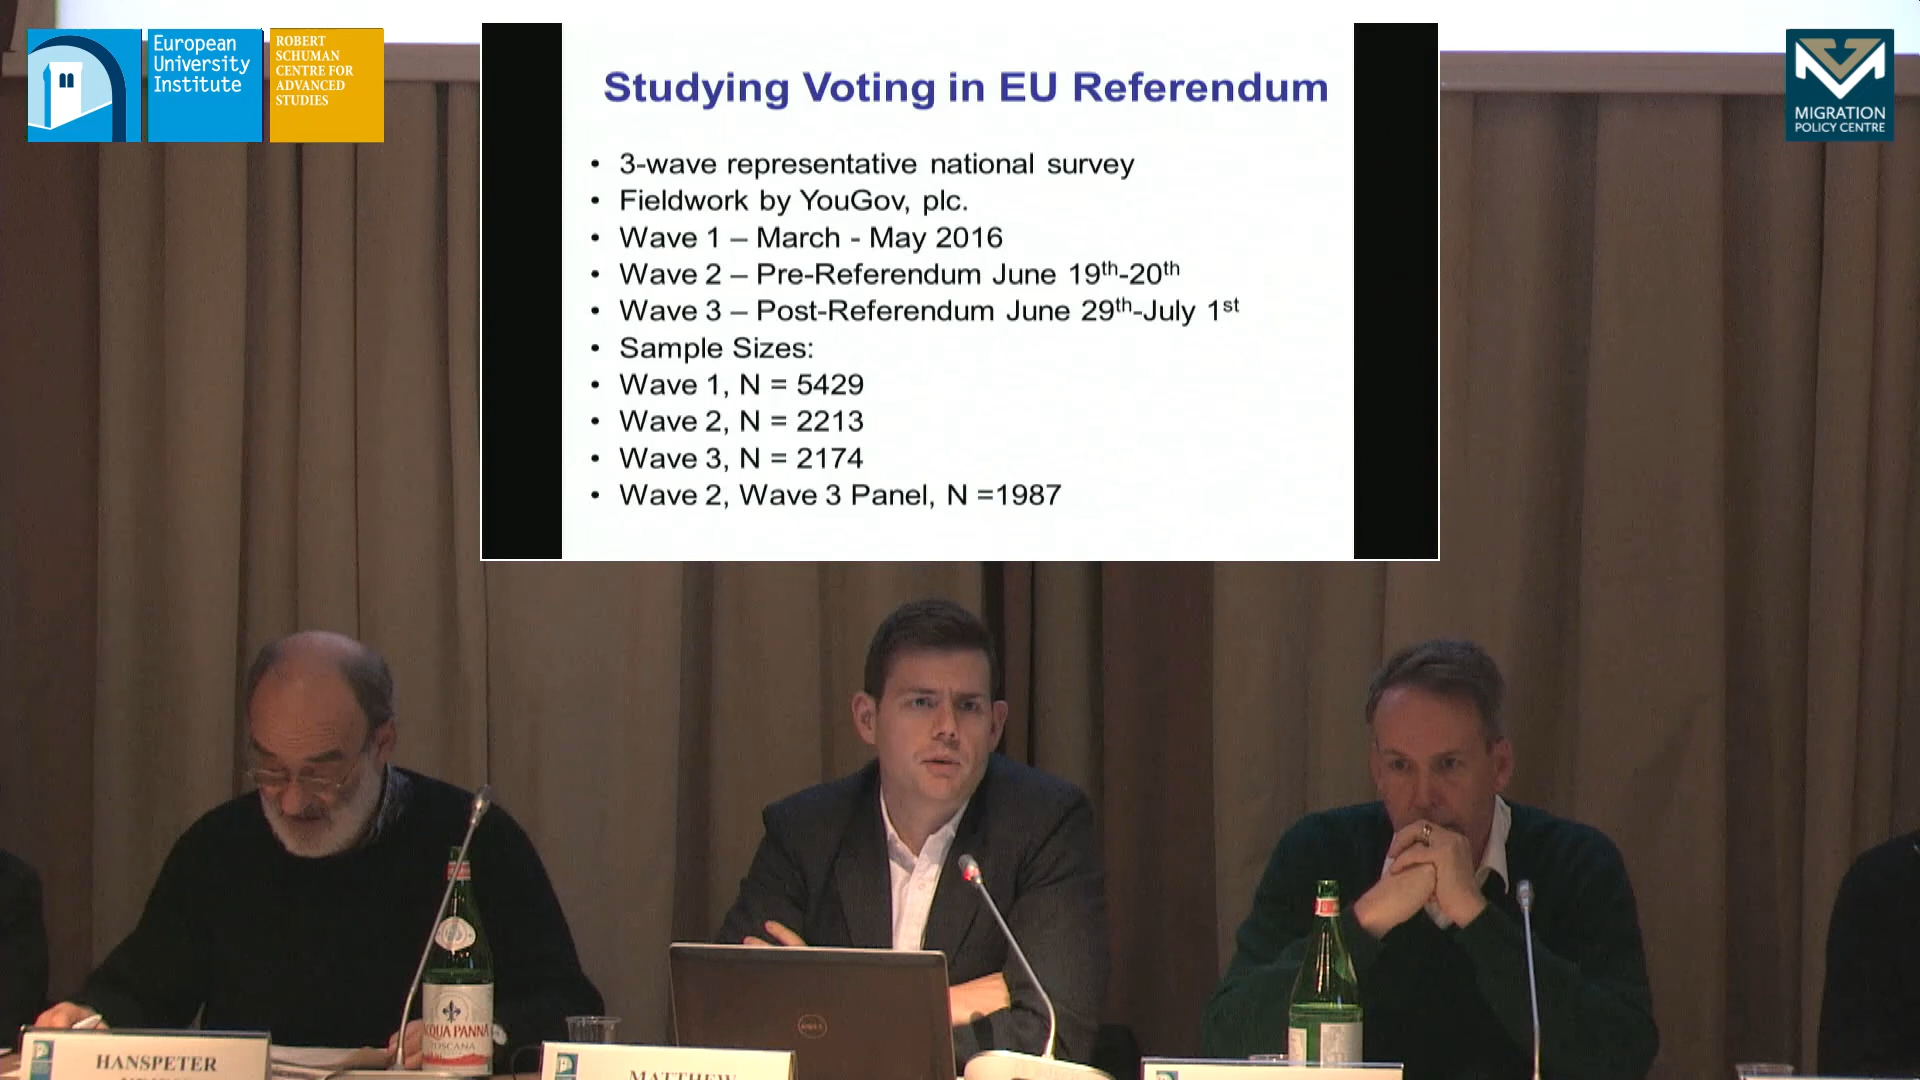 European
University
Institute
ROBERT
SCHUMAN
CENTRE FOR
ADVANCED
STUDIES
MIGRATION
POLICY CENTRE
Studying Voting in EU Referendum
• 3-wave representative national survey
• Fieldwork by YouGov, plc.
• Wave 1 – March - May 2016
• Wave 2 – Pre-Referendum June 19th-20th
• Wave 3 – Post-Referendum June 29th-July 1st
• Sample Sizes:
• Wave 1, N = 5429
• Wave 2, N = 2213
• Wave 3, N = 2174
• Wave 2, Wave 3 Panel, N =1987
ACQUA PANNA
TOSCANA
DELL
HANSPETER
MATTHEW